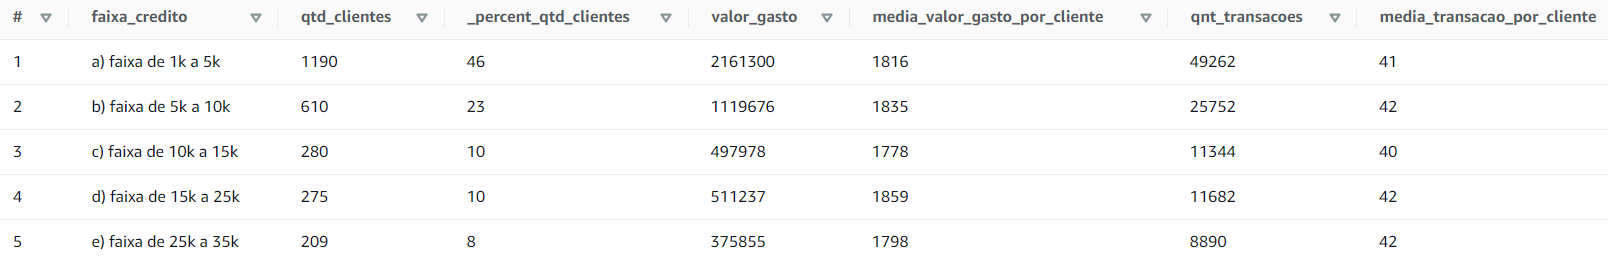 # faixa_credito qtd_clientes _percent_qtd_clientes valor_gasto media_valor_gasto_por_cliente qnt_transacoes media_transacao_por_cliente
1 a) faixa de 1k a 5k 1190 46 2161300 1816 49262 41
2 b) faixa de 5k a 10k 610 23 1119676 1835 25752 42
3 c) faixa de 10k a 15k 280 10 497978 1778 11344 40
4 d) faixa de 15k a 25k 275 10 511237 1859 11682 42
5 e) faixa de 25k a 35k 209 8 375855 1798 8890 42